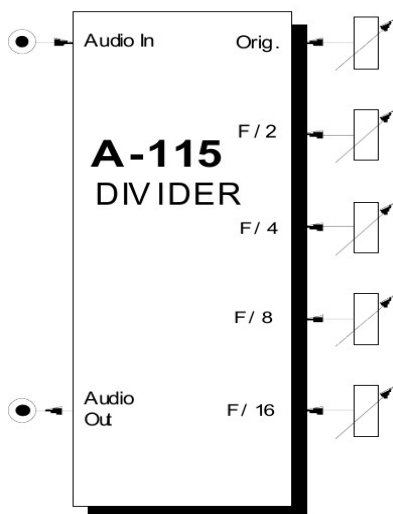 Audio In
Orig.
F / 2
A-115
DIVIDER
F / 4
F / 8
Audio
Out
F / 16